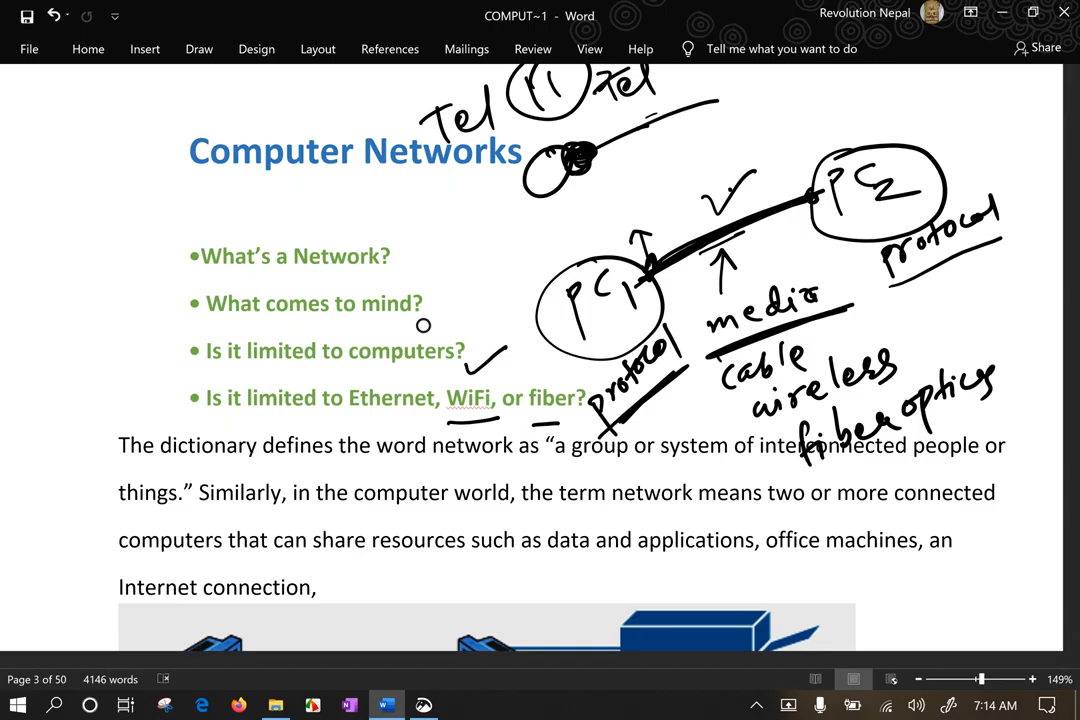 COMPUT~1 - Word
Revolution Nepal
File Home Insert Draw Design Layout References Mailings Review View Help Tell me what you want to do Share
Tel Tel
Computer Networks
PC2
protocol
•What's a Network?
PC1
media
• What comes to mind?
protocol
cable
• Is it limited to computers?
wireless
• Is it limited to Ethernet, WiFi, or fiber?
fiber optics
The dictionary defines the word network as “a group or system of interconnected people or
things.” Similarly, in the computer world, the term network means two or more connected
computers that can share resources such as data and applications, office machines, an
Internet connection,
Page 3 of 50 4146 words 149%
7:14 AM